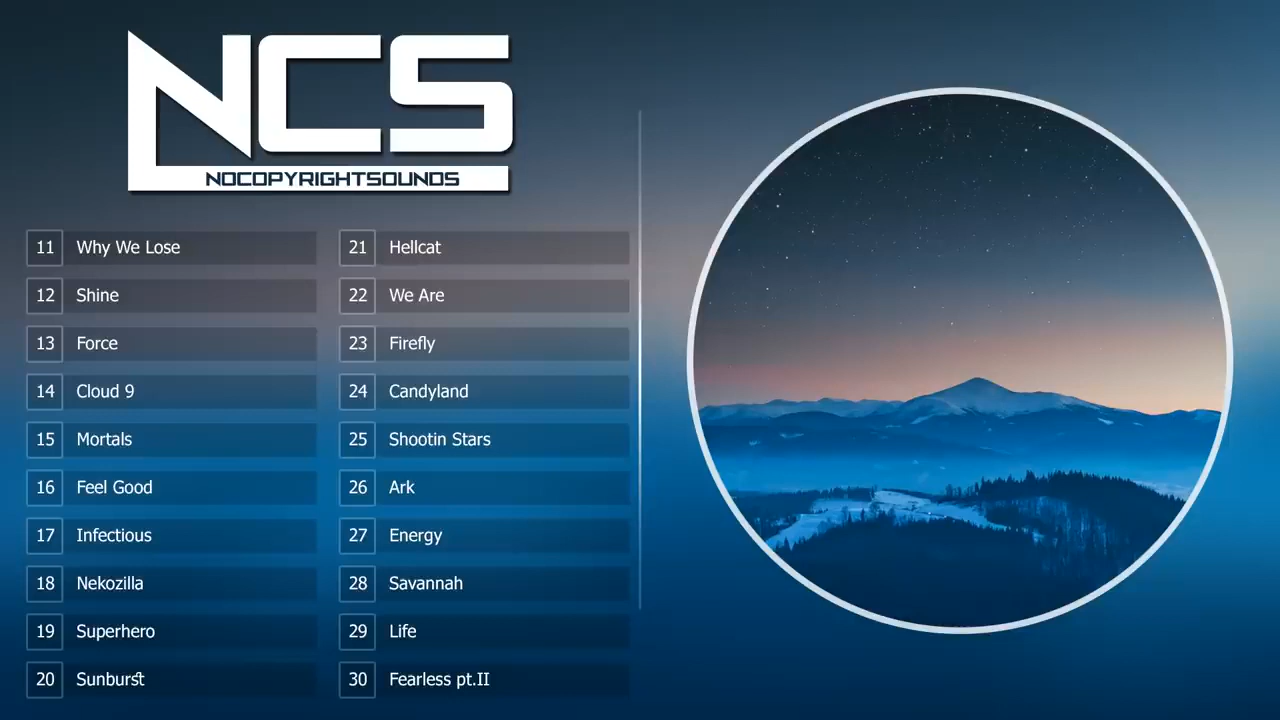 NCS
NOCOPYRIGHTSOUNDS
11 Why We Lose
12 Shine
13 Force
14 Cloud 9
15 Mortals
16 Feel Good
17 Infectious
18 Nekozilla
19 Superhero
20 Sunburst
21 Hellcat
22 We Are
23 Firefly
24 Candyland
25 Shootin Stars
26 Ark
27 Energy
28 Savannah
29 Life
30 Fearless pt.II